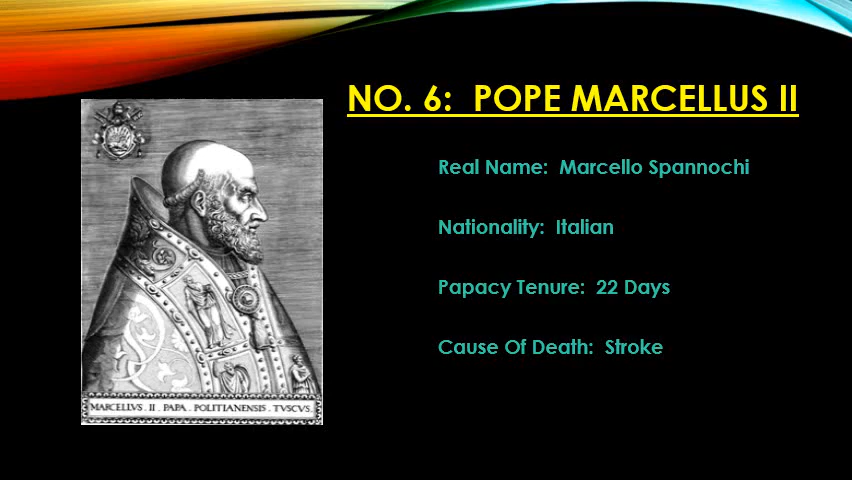 NO. 6:  POPE MARCELLUS II
Real Name:  Marcello Spannochi
Nationality:  Italian
Papacy Tenure:  22 Days
Cause Of Death:  Stroke
MARCELLVS . II . PAPA . POLITIANENSIS . TVSCVS.